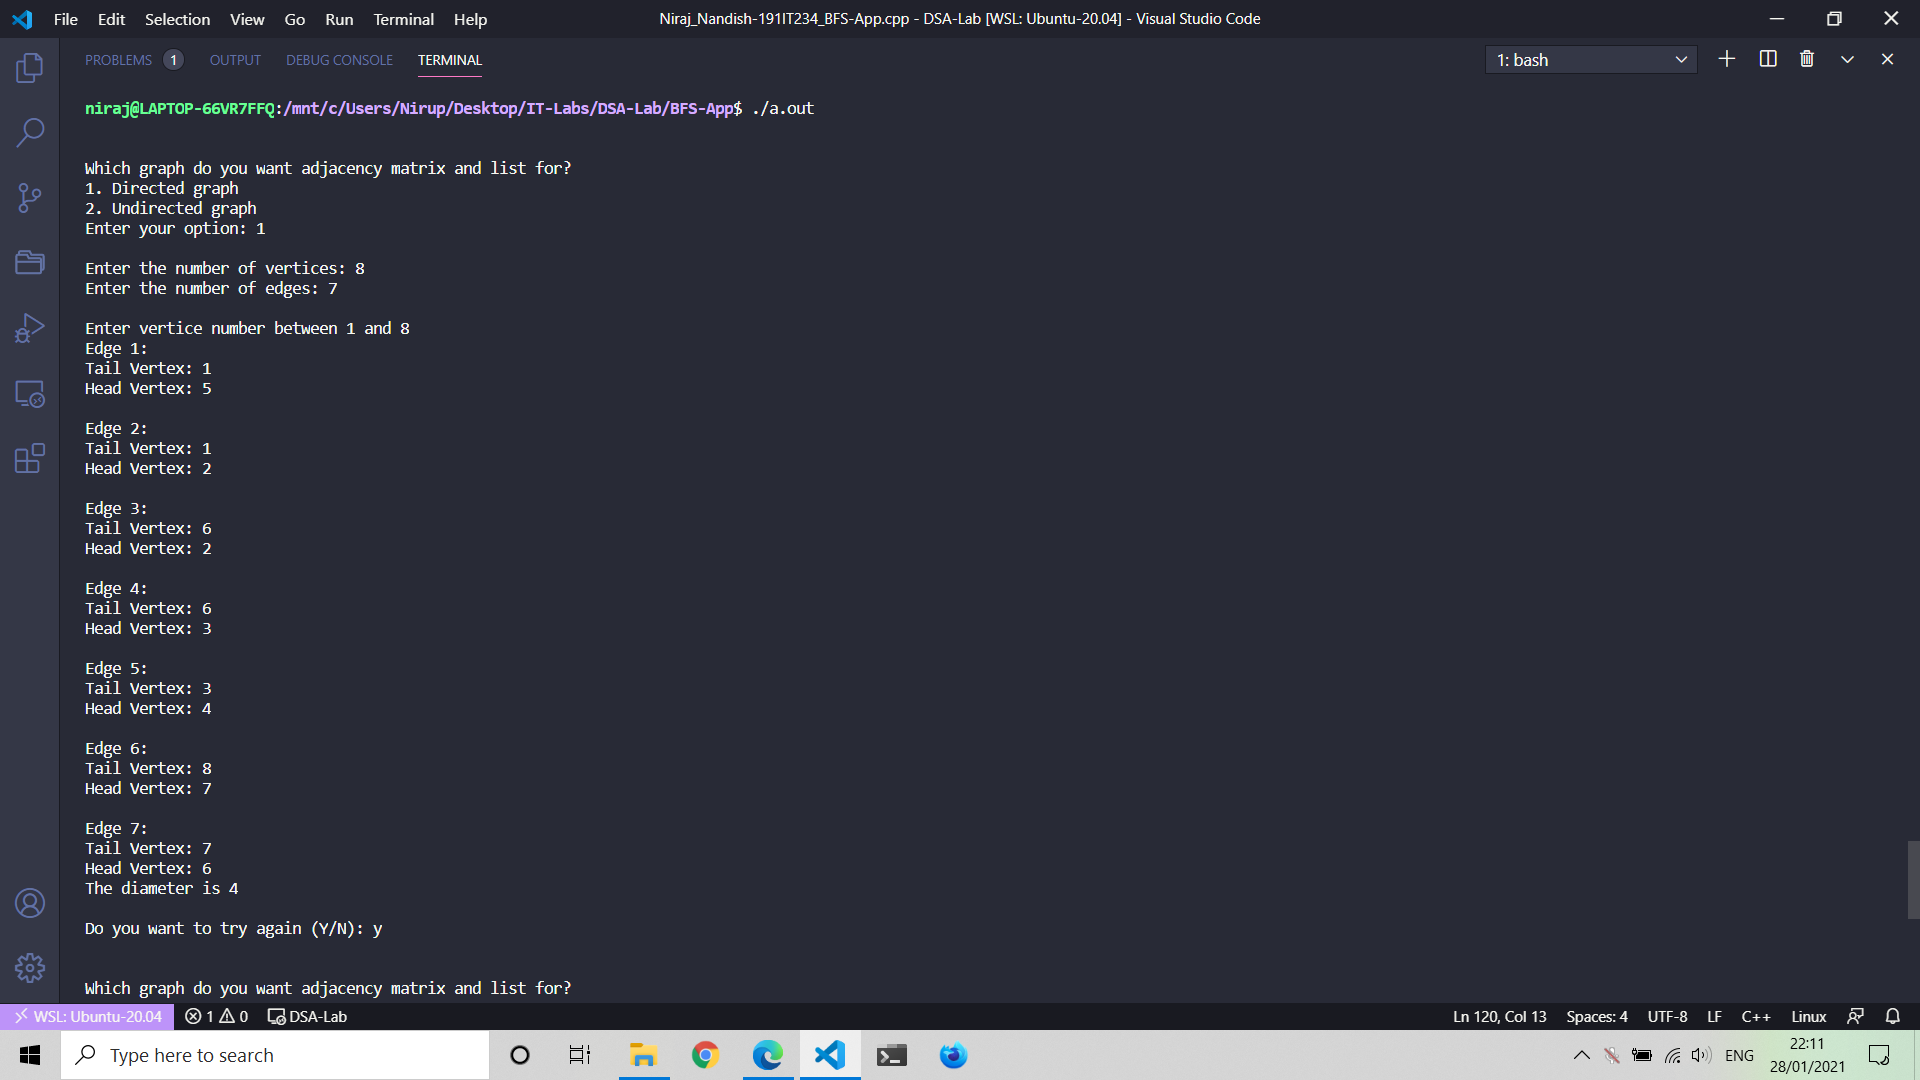 File Edit Selection View Go Run Terminal Help
Niraj_Nandish-191IT234_BFS-App.cpp - DSA-Lab [WSL: Ubuntu-20.04] - Visual Studio Code
PROBLEMS 1 OUTPUT DEBUG CONSOLE TERMINAL
1: bash
niraj@LAPTOP-66VR7FFQ:/mnt/c/Users/Nirup/Desktop/IT-Labs/DSA-Lab/BFS-App$ ./a.out
Which graph do you want adjacency matrix and list for?
1. Directed graph
2. Undirected graph
Enter your option: 1
Enter the number of vertices: 8
Enter the number of edges: 7
Enter vertice number between 1 and 8
Edge 1:
Tail Vertex: 1
Head Vertex: 5
Edge 2:
Tail Vertex: 1
Head Vertex: 2
Edge 3:
Tail Vertex: 6
Head Vertex: 2
Edge 4:
Tail Vertex: 6
Head Vertex: 3
Edge 5:
Tail Vertex: 3
Head Vertex: 4
Edge 6:
Tail Vertex: 8
Head Vertex: 7
Edge 7:
Tail Vertex: 7
Head Vertex: 6
The diameter is 4
Do you want to try again (Y/N): y
Which graph do you want adjacency matrix and list for?
WSL: Ubuntu-20.04 1 0 DSA-Lab
Ln 120, Col 13 Spaces: 4 UTF-8 LF C++ Linux
Type here to search
ENG
22:11
28/01/2021